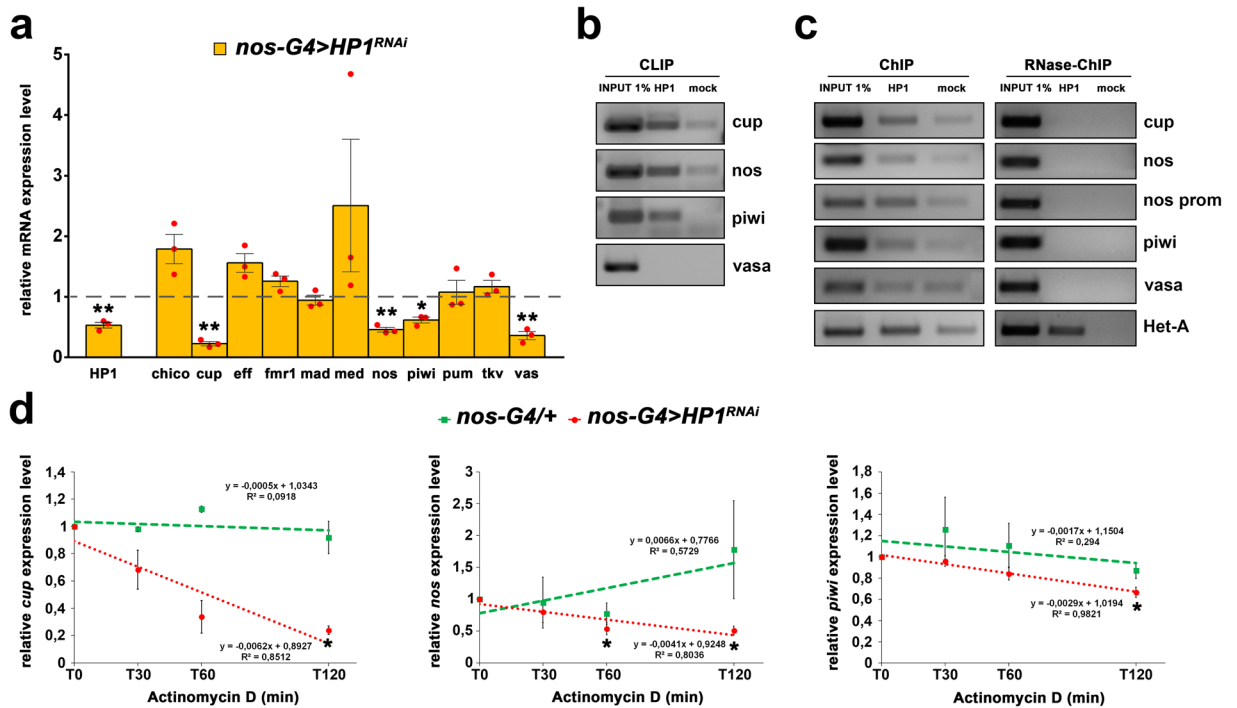 a
nos-G4>HP1RNAi
relative mRNA expression level
5
4
3
2
1
0
**
**
**
*
**
HP1
chico
cup
eff
fmr1
mad
med
nos
piwi
pum
tkv
vas
b
CLIP
INPUT 1% HP1 mock
cup
nos
piwi
vasa
c
ChIP
RNase-ChIP
INPUT 1% HP1 mock
INPUT 1% HP1 mock
cup
nos
nos prom
piwi
vasa
Het-A
d
nos-G4/+
nos-G4>HP1RNAi
relative cup expression level
1,4
1,2
1
0,8
0,6
0,4
0,2
0
y = -0,0005x + 1,0343
R² = 0,0918
y = -0,0062x + 0,8927
R² = 0,8512
*
T0
T30
T60
T120
Actinomycin D (min)
relative nos expression level
3
2,5
2
1,5
1
0,5
0
y = 0,0066x + 0,7766
R² = 0,5729
y = -0,0041x + 0,9248
R² = 0,8036
*
*
T0
T30
T60
T120
Actinomycin D (min)
relative piwi expression level
1,8
1,6
1,4
1,2
1
0,8
0,6
0,4
0,2
0
y = -0,0017x + 1,1504
R² = 0,294
y = -0,0029x + 1,0194
R² = 0,9821
*
T0
T30
T60
T120
Actinomycin D (min)